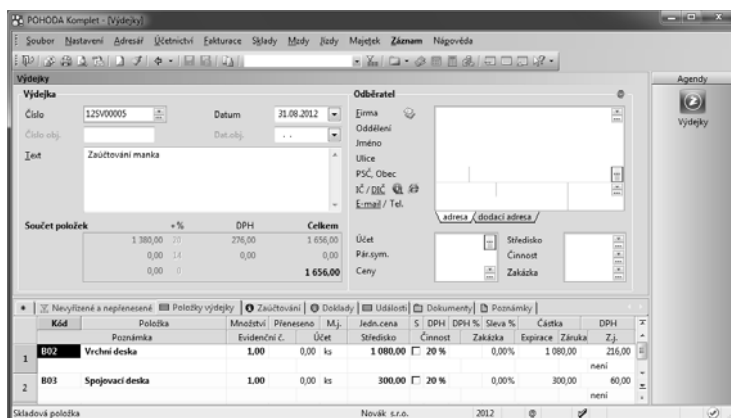 POHODA Komplet - [Výdejky]
Soubor Nastavení Adresář Účetnictví Fakturace Sklady Mzdy Jízdy Majetek Záznam Nápověda
Výdejky
Agendy
Výdejky
Výdejka
Číslo 12SV00005 Datum 31.08.2012
Číslo obj. Dat.obj. . .
Text Zaúčtování manka
Součet položek +% DPH Celkem
1 380,00 20 276,00 1 656,00
0,00 14 0,00 0,00
0,00 0 1 656,00
Odběratel @
Firma
Oddělení
Jméno
Ulice
PSČ, Obec
IČ / DIČ
E-mail / Tel.
adresa dodací adresa
Účet Středisko
Pár.sym. Činnost
Ceny Zakázka
Nevyřízené a nepřenesené Položky výdejky Zaúčtování Doklady Události Dokumenty Poznámky
Kód Položka Množství Přeneseno M.j. Jedn.cena S DPH DPH % Sleva % Částka DPH
Poznámka Evidenční č. Účet Středisko Činnost Zakázka Expirace Záruka Z.j.
1 B02 Vrchní deska 1,00 0,00 ks 1 080,00 20 % 0,00% 1 080,00 216,00
není
2 B03 Spojovací deska 1,00 0,00 ks 300,00 20 % 0,00% 300,00 60,00
není
Skladová položka Novák s.r.o. 2012 @